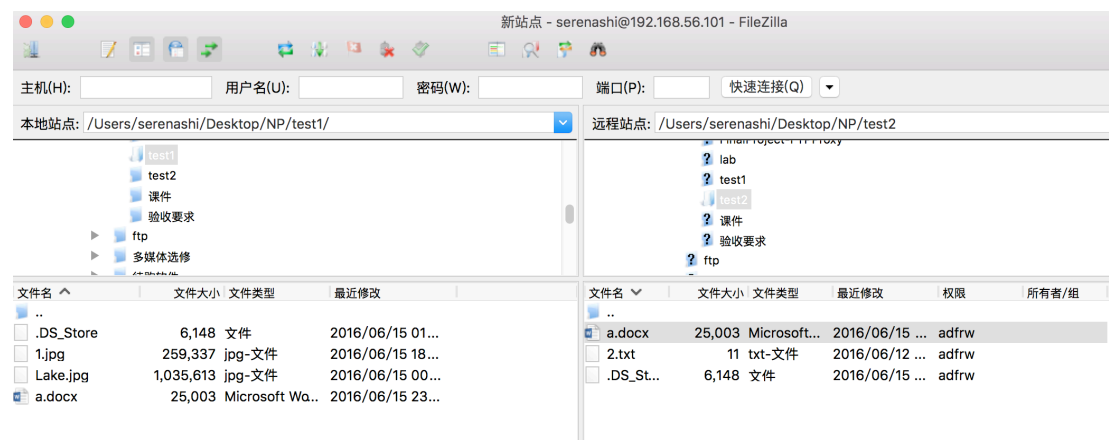 新站点 - serenashi@192.168.56.101 - FileZilla
主机(H): 用户名(U): 密码(W): 端口(P): 快速连接(Q)
本地站点: /Users/serenashi/Desktop/NP/test1/
test1
test2
课件
验收要求
ftp
多媒体选修
文件名 文件大小 文件类型 最近修改
..
.DS_Store 6,148 文件 2016/06/15 01...
1.jpg 259,337 jpg-文件 2016/06/15 18...
Lake.jpg 1,035,613 jpg-文件 2016/06/15 00...
a.docx 25,003 Microsoft Wo... 2016/06/15 23...
远程站点: /Users/serenashi/Desktop/NP/test2
lab
test1
test2
课件
验收要求
ftp
文件名 文件大小 文件类型 最近修改 权限 所有者/组
..
a.docx 25,003 Microsoft... 2016/06/15 ... adfrw
2.txt 11 txt-文件 2016/06/12 ... adfrw
.DS_St... 6,148 文件 2016/06/15 ... adfrw